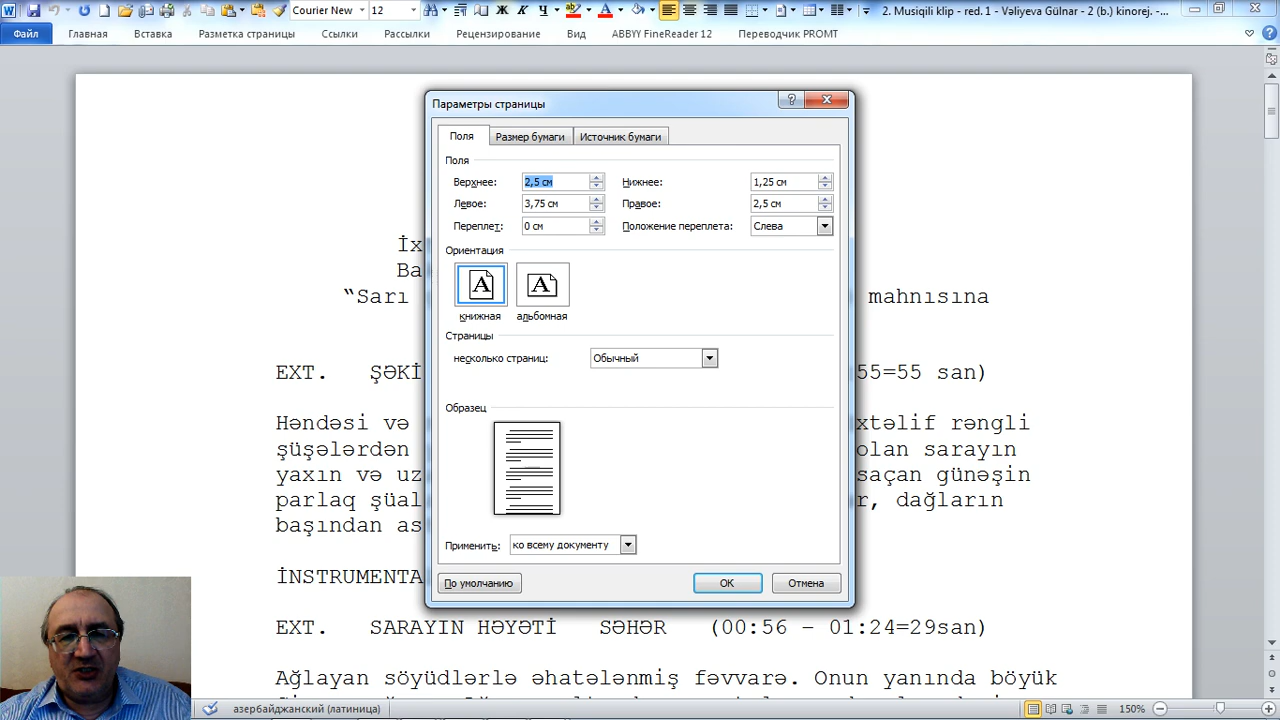 Courier New 12 Ж К Ч 2. Musiqili klip - red. 1 - Vəliyeva Gülnar - 2 (b.) kinorej. -...
Файл Главная Вставка Разметка страницы Ссылки Рассылки Рецензирование Вид ABBYY FineReader 12 Переводчик PROMT
Параметры страницы
Поля Размер бумаги Источник бумаги
Поля
Верхнее: 2,5 см Нижнее: 1,25 см
Левое: 3,75 см Правое: 2,5 см
Переплет: 0 см Положение переплета: Слева
Ориентация
книжная альбомная
Страницы
несколько страниц: Обычный
Образец
Применить: ко всему документу
По умолчанию ОК Отмена
İx
Ba
“Sarı mahnısına
EXT. ŞƏKİ 55=55 san)
Həndəsi və xtəlif rəngli
şüşələrdən olan sarayın
yaxın və uz saçan günəşin
parlaq şüal r, dağların
başından as
İNSTRUMENTA
EXT. SARAYIN HƏYƏTİ SƏHƏR (00:56 – 01:24=29san)
Ağlayan söyüdlərlə əhatələnmiş fəvvarə. Onun yanında böyük
азербайджанский (латиница) 150%